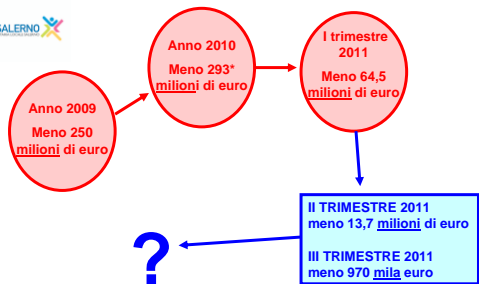 SALERNO
Anno 2009
Meno 250
milioni di euro
Anno 2010
Meno 293*
milioni di euro
I trimestre
2011
Meno 64,5
milioni di euro
II TRIMESTRE 2011
meno 13,7 milioni di euro
III TRIMESTRE 2011
meno 970 mila euro
?